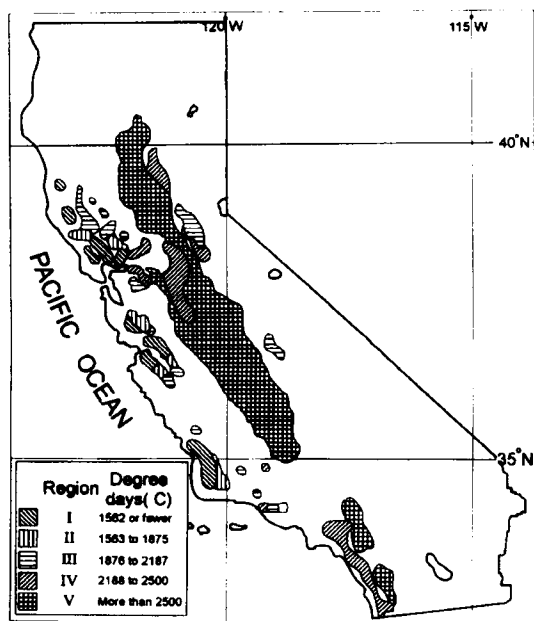 120 W
115 W
40°N
PACIFIC OCEAN
35°N
Region Degree days( C)
I 1562 or fewer
II 1563 to 1875
III 1876 to 2187
IV 2188 to 2500
V More than 2500